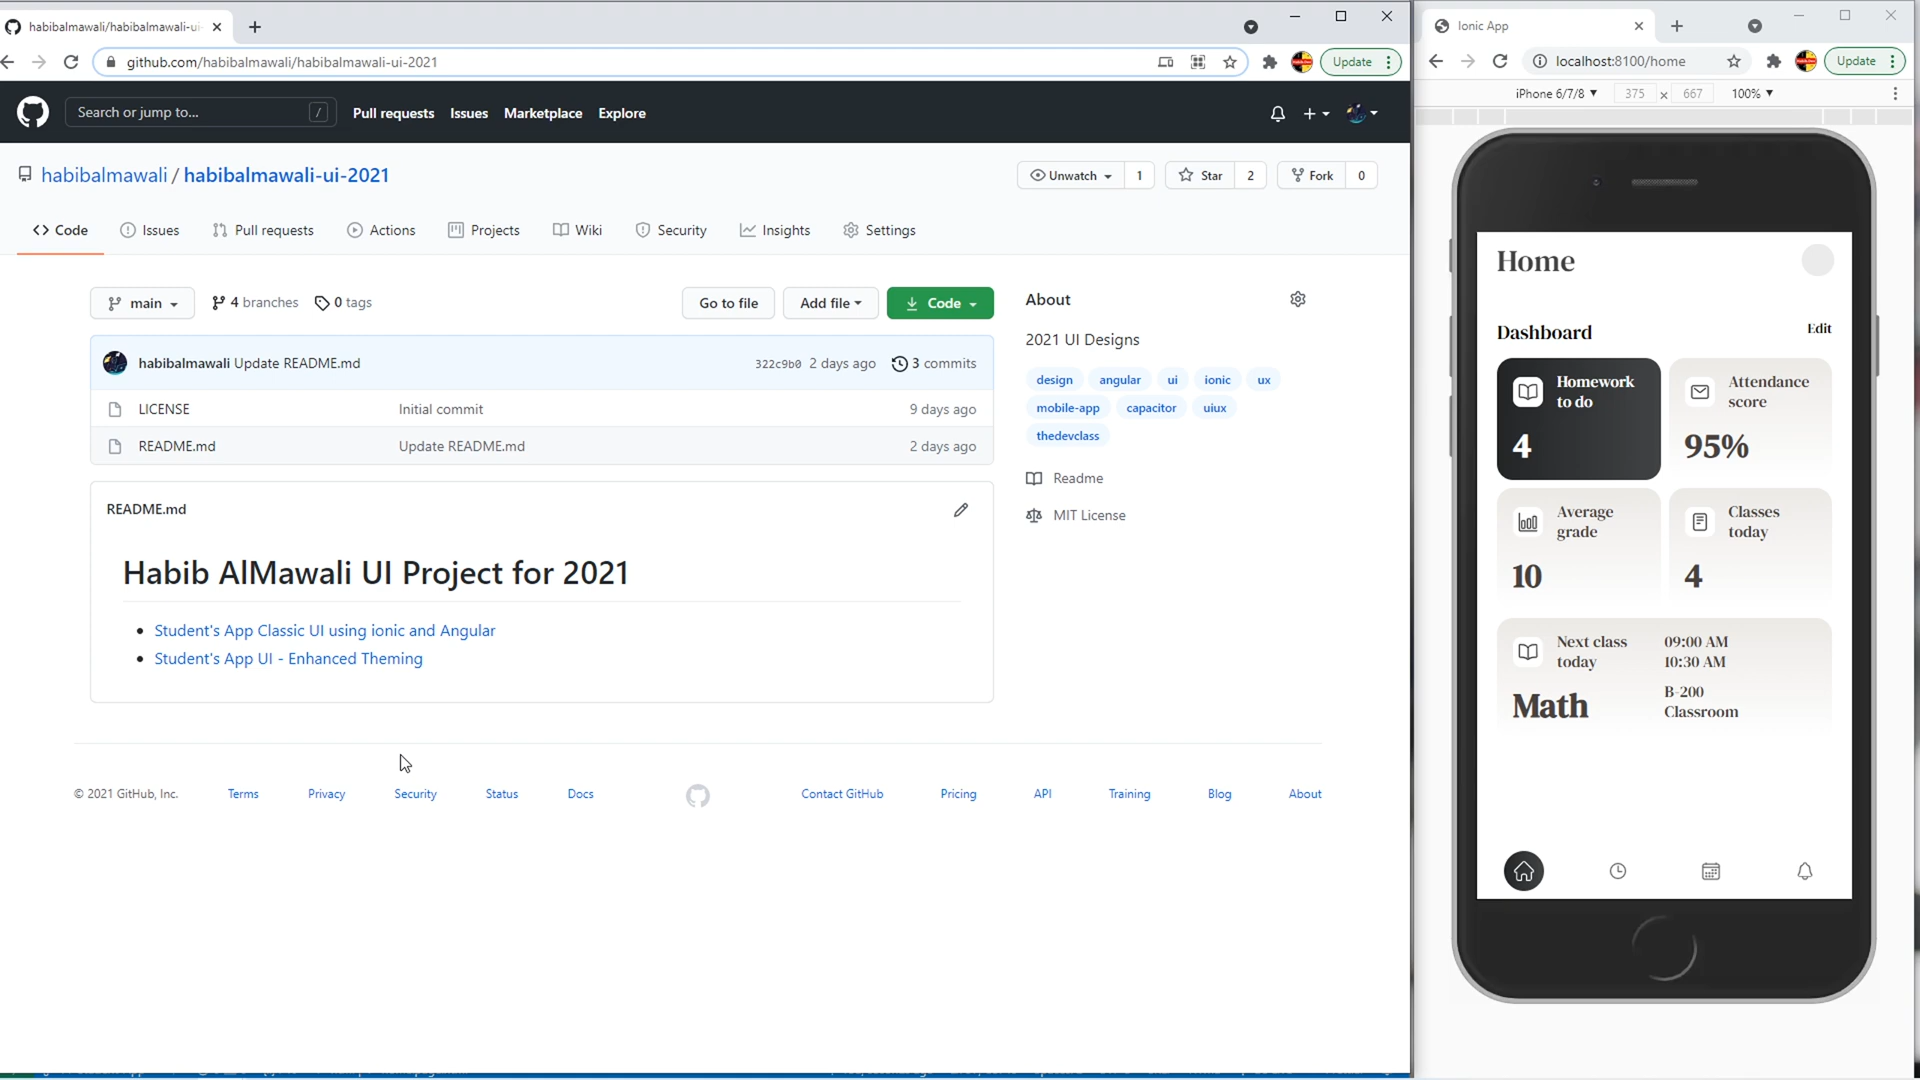 habibalmawali/habibalmawali-ui-
github.com/habibalmawali/habibalmawali-ui-2021
Update
Search or jump to...
/
Pull requests
Issues
Marketplace
Explore
habibalmawali / habibalmawali-ui-2021
Unwatch
1
Star
2
Fork
0
Code
Issues
Pull requests
Actions
Projects
Wiki
Security
Insights
Settings
main
4 branches
0 tags
Go to file
Add file
Code
habibalmawali Update README.md
322c9b0 2 days ago
3 commits
LICENSE
Initial commit
9 days ago
README.md
Update README.md
2 days ago
README.md
Habib AlMawali UI Project for 2021
Student's App Classic UI using ionic and Angular
Student's App UI - Enhanced Theming
About
2021 UI Designs
design angular ui ionic ux
mobile-app capacitor uiux
thedevclass
Readme
MIT License
© 2021 GitHub, Inc.
Terms
Privacy
Security
Status
Docs
Contact GitHub
Pricing
API
Training
Blog
About
Ionic App
localhost:8100/home
Update
iPhone 6/7/8
375 x 667
100%
Home
Dashboard
Edit
Homework
to do
4
Attendance
score
95%
Average
grade
10
Classes
today
4
Next class
today
Math
09:00 AM
10:30 AM
B-200
Classroom